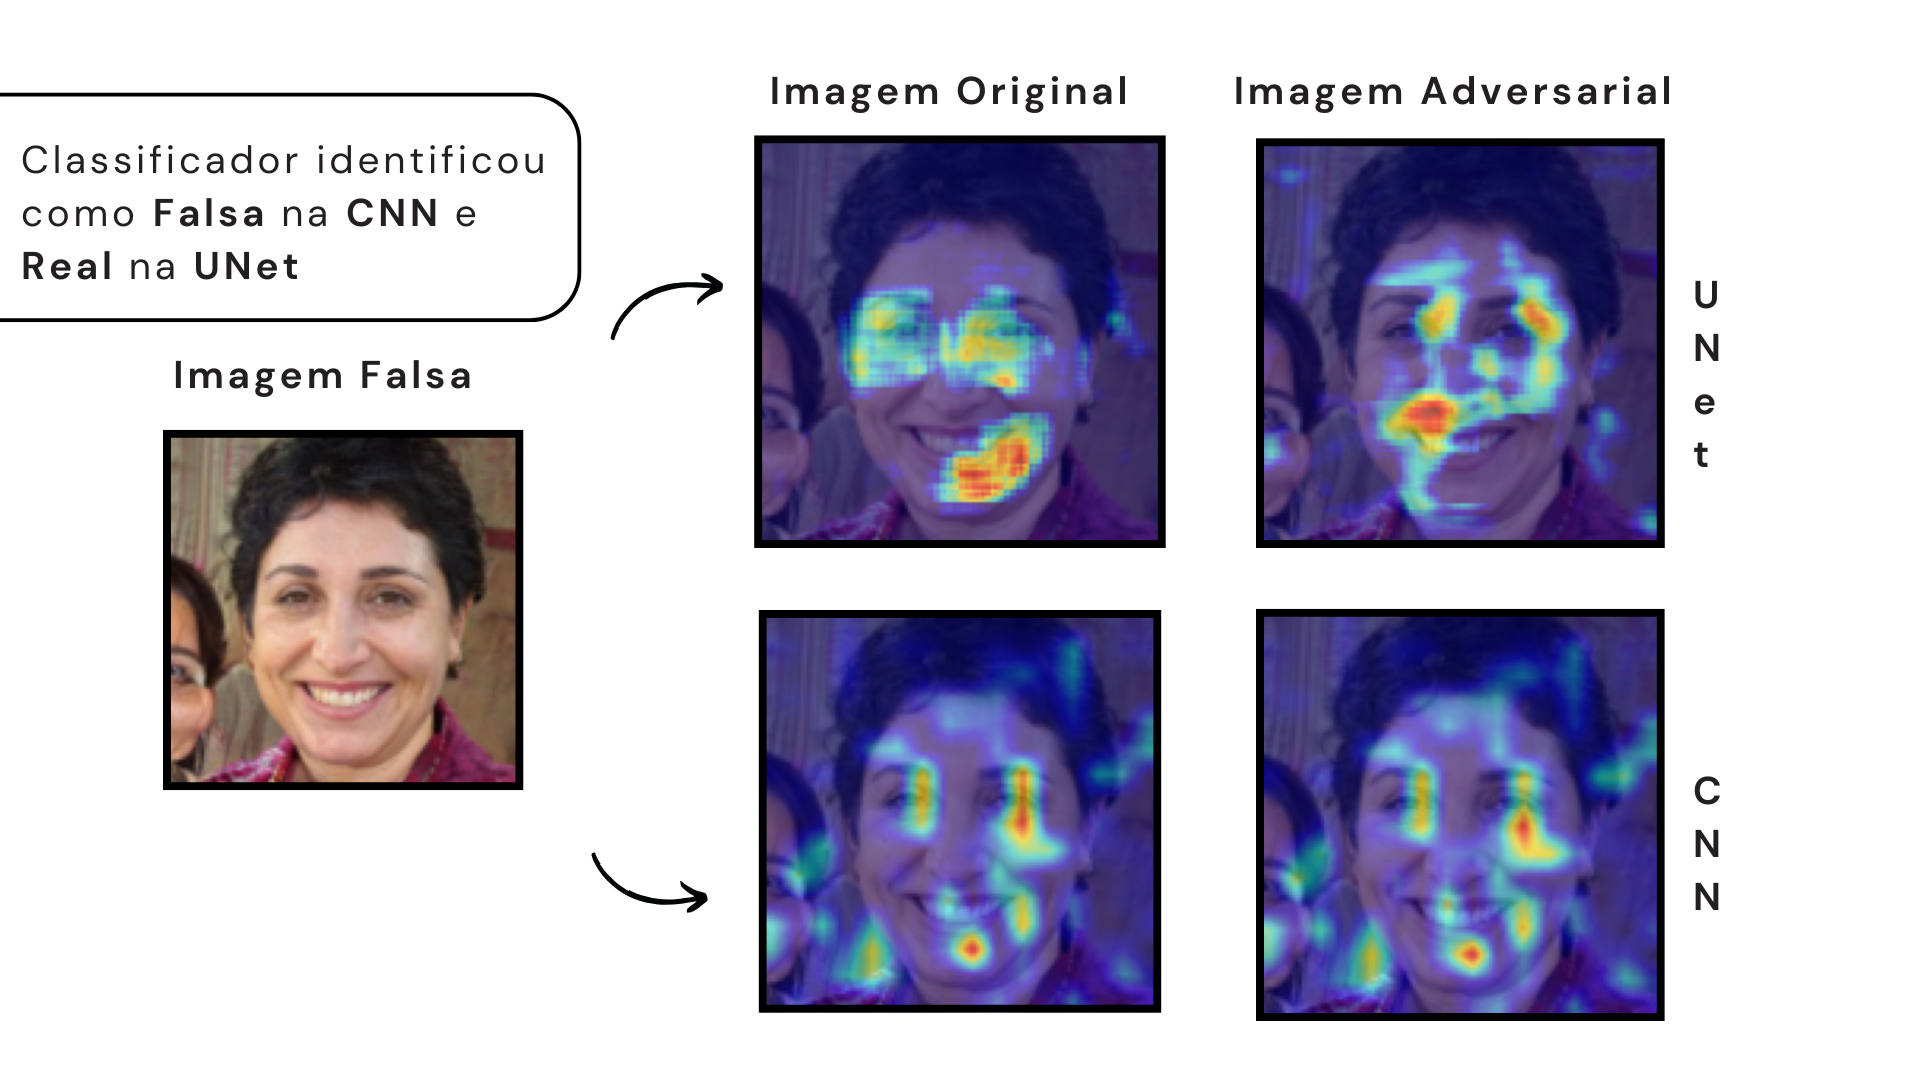 Imagem Original
Imagem Adversarial
Classificador identificou
como Falsa na CNN e
Real na UNet
Imagem Falsa
U
N
e
t
C
N
N